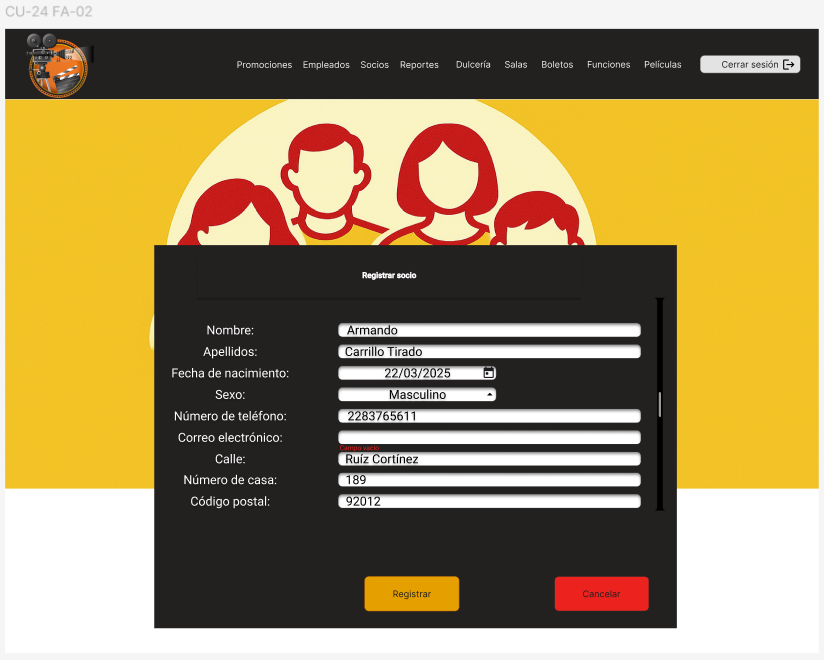 CU-24 FA-02
Promociones Empleados Socios Reportes Dulcería Salas Boletos Funciones Películas Cerrar sesión
Registrar socio
Nombre: Armando
Apellidos: Carrillo Tirado
Fecha de nacimiento: 22/03/2025
Sexo: Masculino
Número de teléfono: 2283765611
Correo electrónico:
Campo vacío
Calle: Ruíz Cortínez
Número de casa: 189
Código postal: 92012
Registrar Cancelar